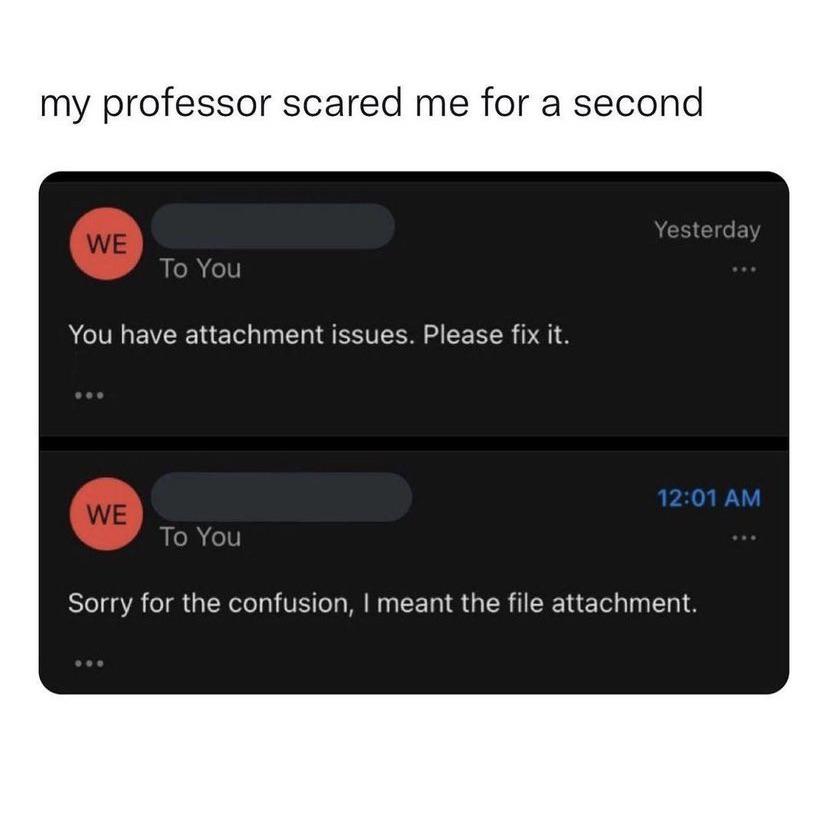 my professor scared me for a second
WE
Yesterday
To You
You have attachment issues. Please fix it.
WE
12:01 AM
To You
Sorry for the confusion, I meant the file attachment.